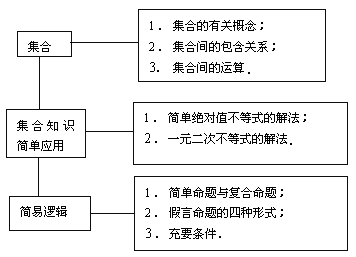 集合
1. 集合的有关概念；
2. 集合间的包含关系；
3. 集合间的运算．
集合知识
简单应用
1. 简单绝对值不等式的解法；
2. 一元二次不等式的解法．
简易逻辑
1. 简单命题与复合命题；
2. 假言命题的四种形式；
3. 充要条件．